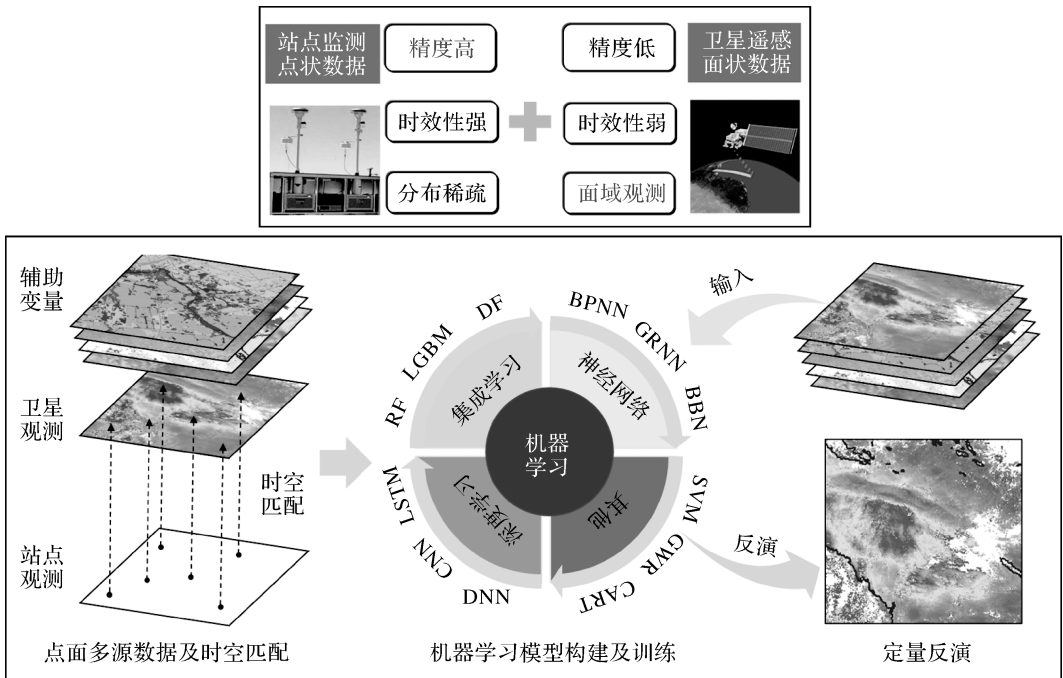 站点监测
点状数据
精度高
时效性强
分布稀疏
精度低
时效性弱
面域观测
卫星遥感
面状数据
辅助
变量
卫星
观测
时空
匹配
站点
观测
点面多源数据及时空匹配
RF
LGBM
DF
BPNN
GRNN
BBN
SVM
GWR
CART
DNN
CNN
LSTM
集成学习
神经网络
深度学习
其他
机器
学习
机器学习模型构建及训练
输入
反演
定量反演